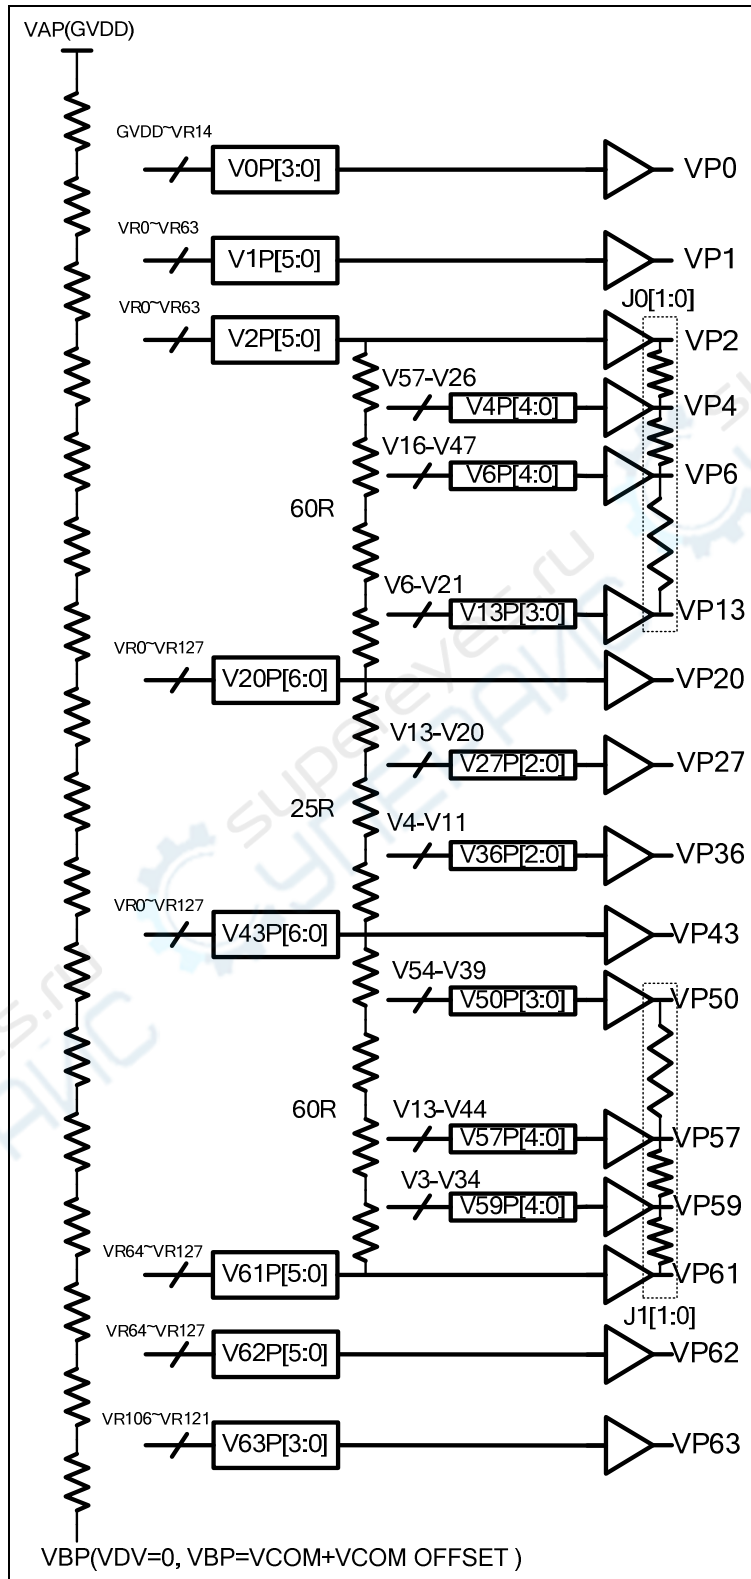 VAP(GVDD)
GVDD~VR14
V0P[3:0]
VP0
VR0~VR63
V1P[5:0]
VP1
J0[1:0]
VR0~VR63
V2P[5:0]
VP2
V57-V26
V4P[4:0]
VP4
V16-V47
V6P[4:0]
VP6
60R
V6-V21
V13P[3:0]
VP13
VR0~VR127
V20P[6:0]
VP20
V13-V20
V27P[2:0]
VP27
25R
V4-V11
V36P[2:0]
VP36
VR0~VR127
V43P[6:0]
VP43
V54-V39
V50P[3:0]
VP50
60R
V13-V44
V57P[4:0]
VP57
V3-V34
V59P[4:0]
VP59
VR64~VR127
V61P[5:0]
VP61
J1[1:0]
VR64~VR127
V62P[5:0]
VP62
VR106~VR121
V63P[3:0]
VP63
VBP(VDV=0, VBP=VCOM+VCOM OFFSET )
supereyes.ru
СУПЕРАЙС